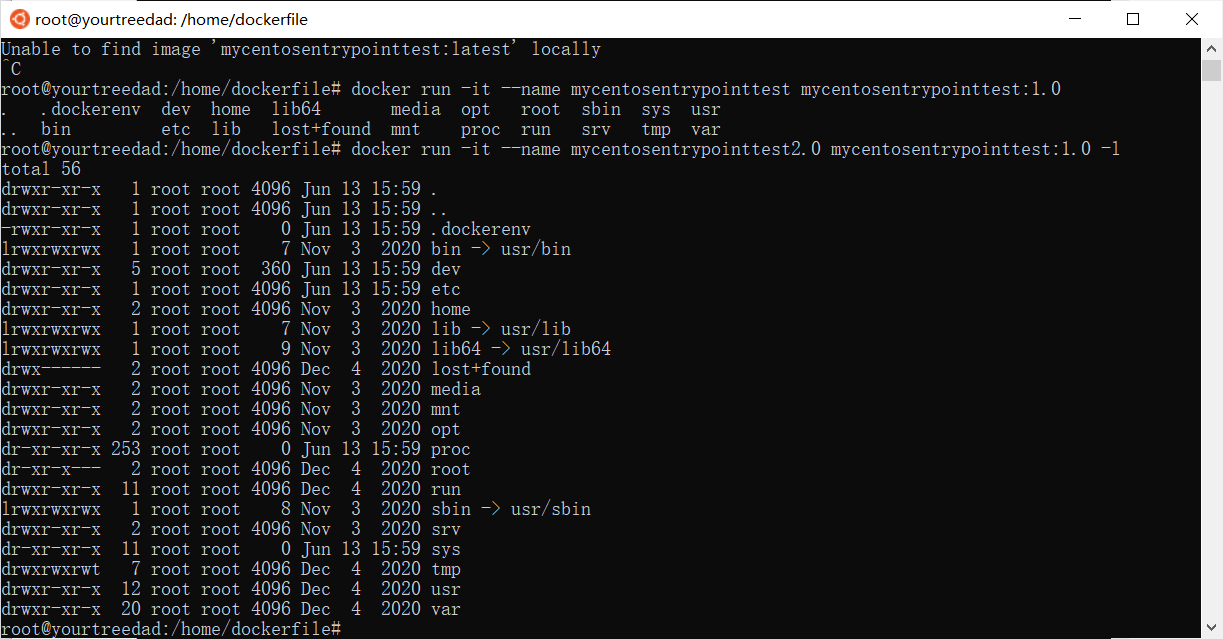 root@yourtreedad: /home/dockerfile
Unable to find image 'mycentosentrypointtest:latest' locally
^C
root@yourtreedad:/home/dockerfile# docker run -it --name mycentosentrypointtest mycentosentrypointtest:1.0
.   .dockerenv  dev  home  lib64       media  opt   root  sbin  sys  usr
..  bin         etc  lib   lost+found  mnt    proc  run   srv   tmp  var
root@yourtreedad:/home/dockerfile# docker run -it --name mycentosentrypointtest2.0 mycentosentrypointtest:1.0 -l
total 56
drwxr-xr-x   1 root root 4096 Jun 13 15:59 .
drwxr-xr-x   1 root root 4096 Jun 13 15:59 ..
-rwxr-xr-x   1 root root    0 Jun 13 15:59 .dockerenv
lrwxrwxrwx   1 root root    7 Nov  3  2020 bin -> usr/bin
drwxr-xr-x   5 root root  360 Jun 13 15:59 dev
drwxr-xr-x   1 root root 4096 Jun 13 15:59 etc
drwxr-xr-x   2 root root 4096 Nov  3  2020 home
lrwxrwxrwx   1 root root    7 Nov  3  2020 lib -> usr/lib
lrwxrwxrwx   1 root root    9 Nov  3  2020 lib64 -> usr/lib64
drwx------   2 root root 4096 Dec  4  2020 lost+found
drwxr-xr-x   2 root root 4096 Nov  3  2020 media
drwxr-xr-x   2 root root 4096 Nov  3  2020 mnt
drwxr-xr-x   2 root root 4096 Nov  3  2020 opt
dr-xr-xr-x 253 root root    0 Jun 13 15:59 proc
dr-xr-x---   2 root root 4096 Dec  4  2020 root
drwxr-xr-x  11 root root 4096 Dec  4  2020 run
lrwxrwxrwx   1 root root    8 Nov  3  2020 sbin -> usr/sbin
drwxr-xr-x   2 root root 4096 Nov  3  2020 srv
dr-xr-xr-x  11 root root    0 Jun 13 15:59 sys
drwxrwxrwt   7 root root 4096 Dec  4  2020 tmp
drwxr-xr-x  12 root root 4096 Dec  4  2020 usr
drwxr-xr-x  20 root root 4096 Dec  4  2020 var
root@yourtreedad:/home/dockerfile#